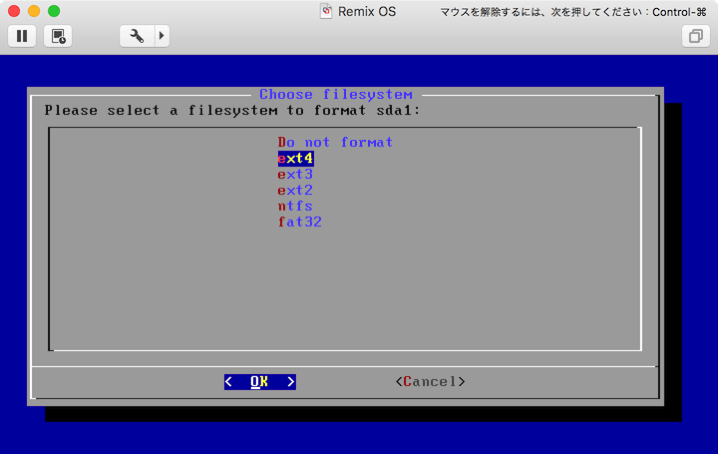 Remix OS
マウスを解除するには、次を押してください：Control-⌘
Choose filesystem
Please select a filesystem to format sda1:
Do not format
ext4
ext3
ext2
ntfs
fat32
< OK > <Cancel>